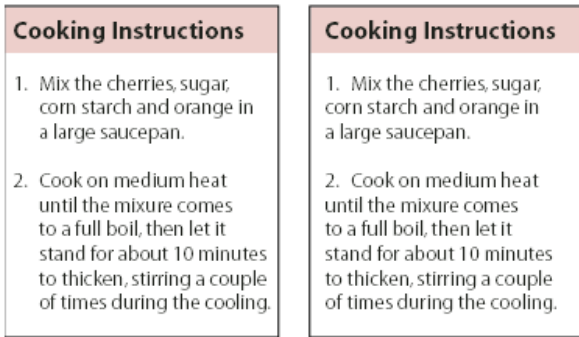 Cooking Instructions
1. Mix the cherries, sugar,
corn starch and orange in
a large saucepan.
2. Cook on medium heat
until the mixure comes
to a full boil, then let it
stand for about 10 minutes
to thicken, stirring a couple
of times during the cooling.
Cooking Instructions
1. Mix the cherries, sugar,
corn starch and orange in
a large saucepan.
2. Cook on medium heat
until the mixure comes
to a full boil, then let it
stand for about 10 minutes
to thicken, stirring a couple
of times during the cooling.